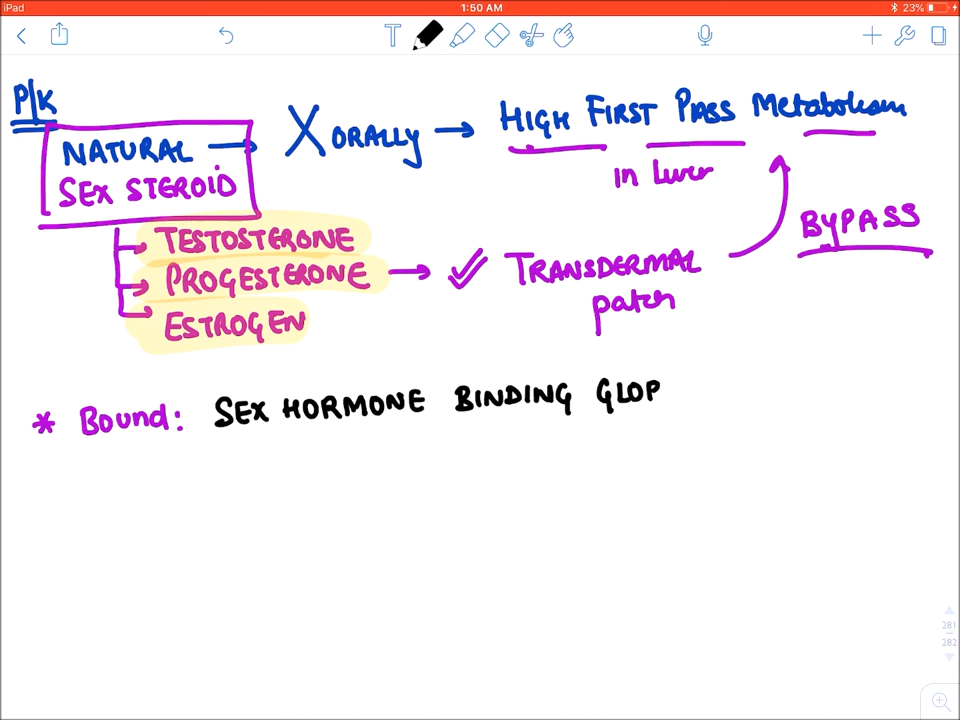 iPad 1:50 AM 23%
T
P/K
NATURAL → X ORALLY → HIGH FIRST PASS Metabolism
SEX STEROID
in Liver
BYPASS
TESTOSTERONE
PROGESTERONE → TRANSDERMAL
patch
ESTROGEN
* Bound: SEX HORMONE BINDING GLOP
281
282